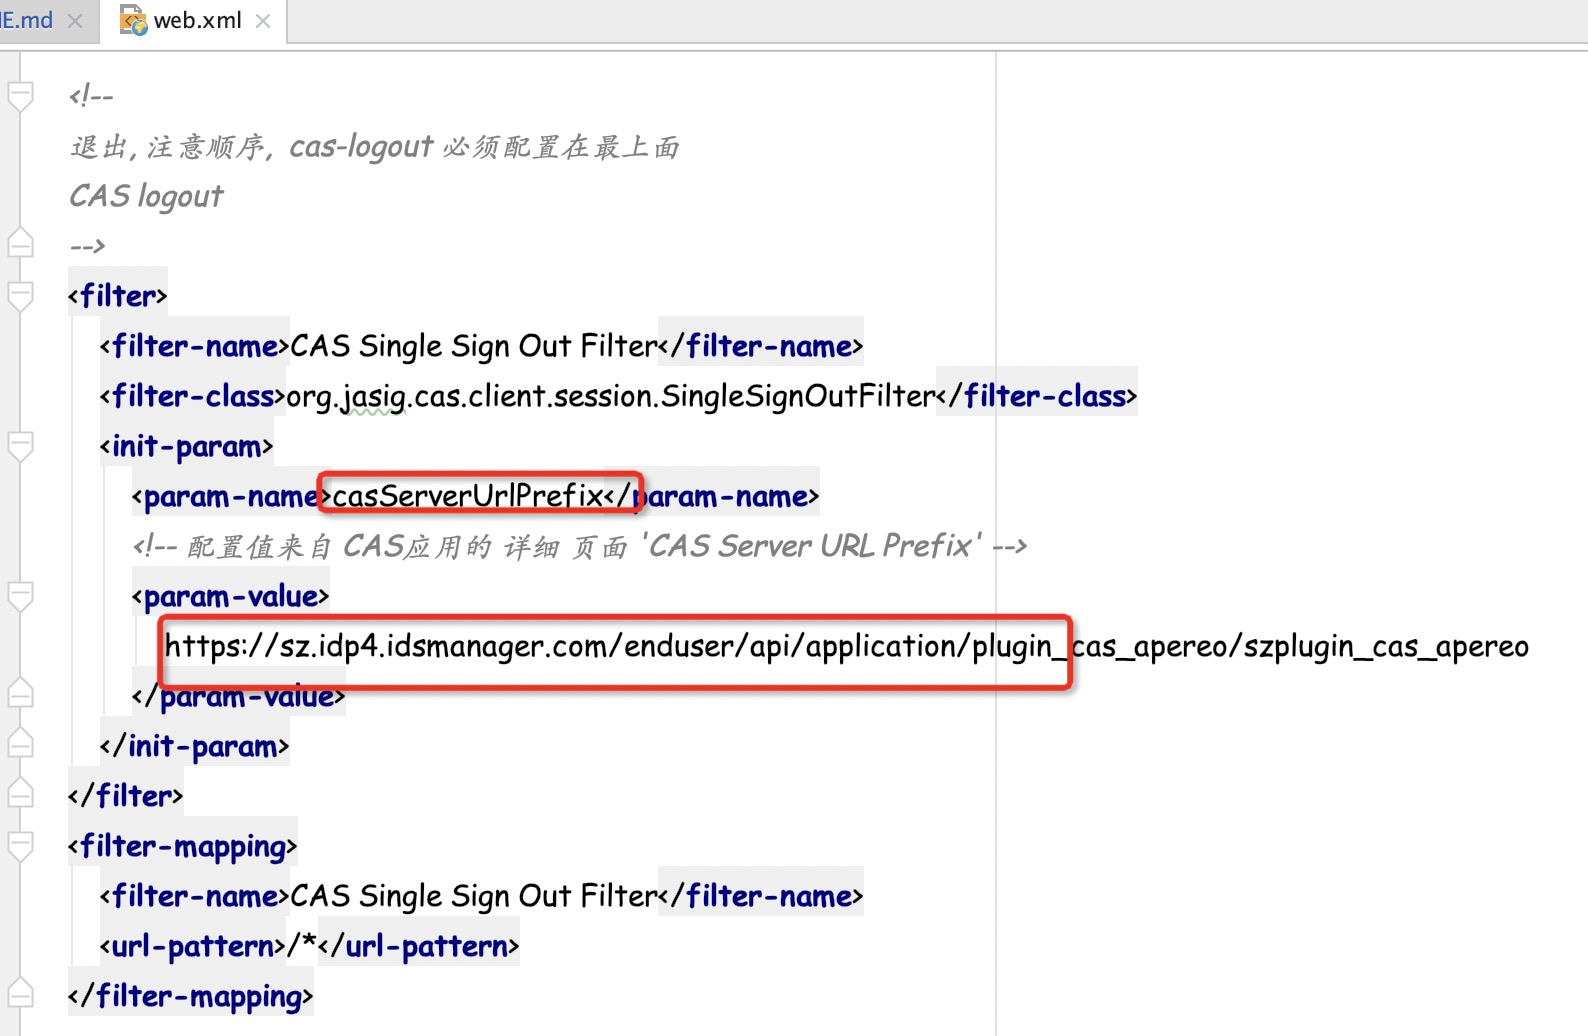 E.md
web.xml
<!--
退出, 注意顺序, cas-logout 必须配置在最上面
CAS logout
-->
<filter>
<filter-name>CAS Single Sign Out Filter</filter-name>
<filter-class>org.jasig.cas.client.session.SingleSignOutFilter</filter-class>
<init-param>
<param-name>casServerUrlPrefix</param-name>
<!-- 配置值来自 CAS应用的 详细 页面 'CAS Server URL Prefix' -->
<param-value>
https://sz.idp4.idsmanager.com/enduser/api/application/plugin_cas_apereo/szplugin_cas_apereo
</param-value>
</init-param>
</filter>
<filter-mapping>
<filter-name>CAS Single Sign Out Filter</filter-name>
<url-pattern>/*</url-pattern>
</filter-mapping>